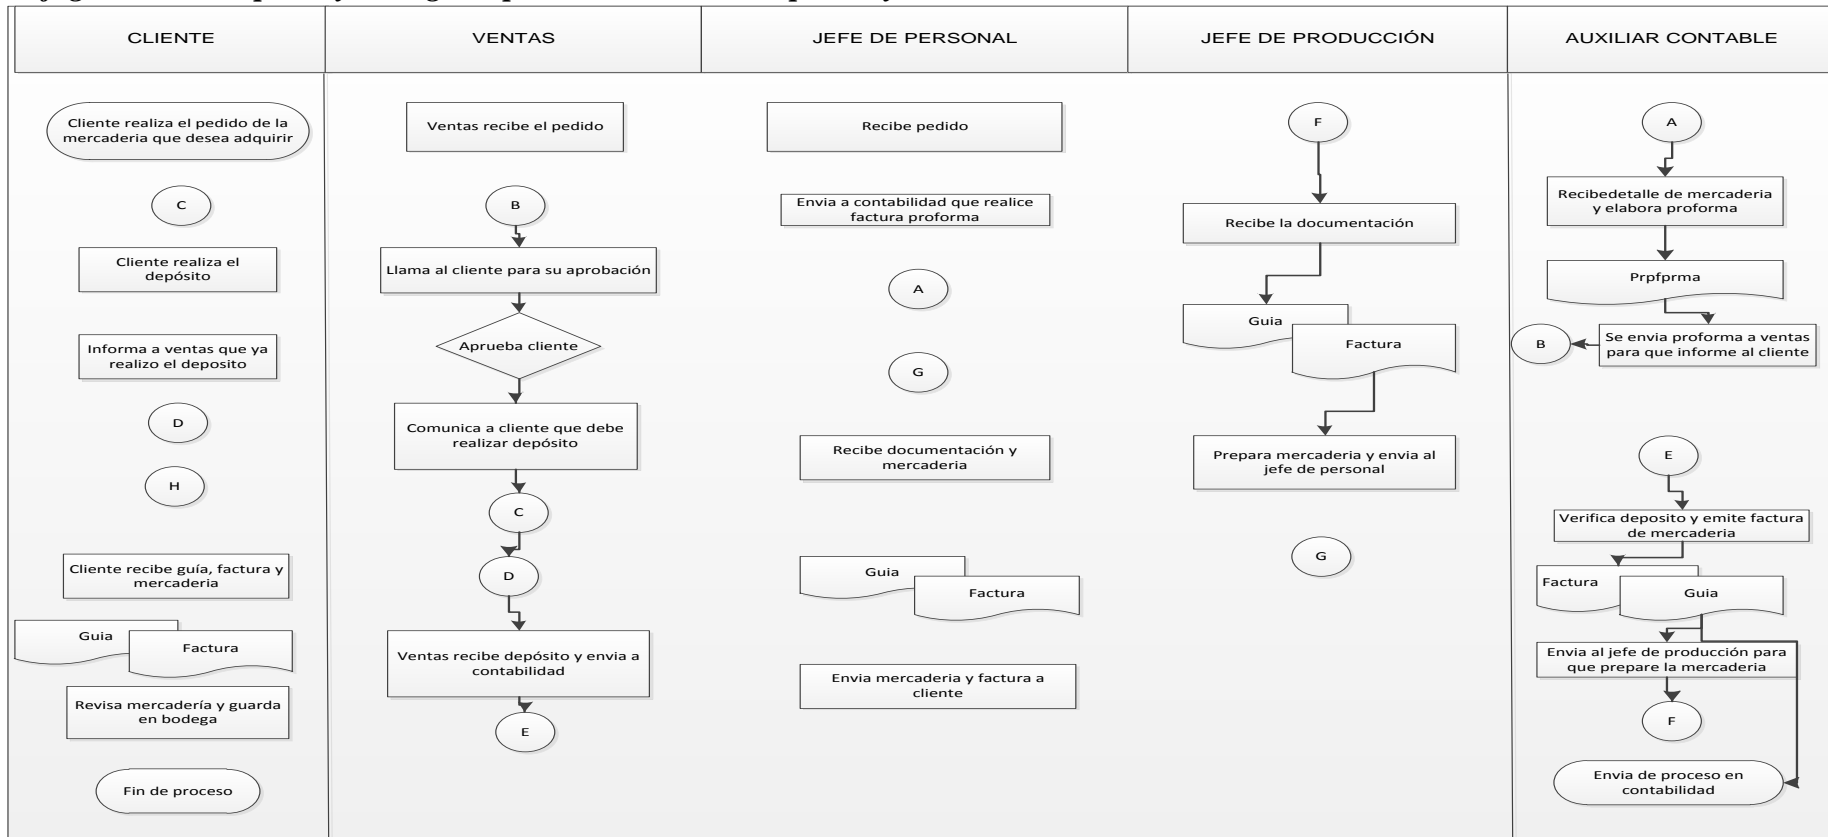 CLIENTE
VENTAS
JEFE DE PERSONAL
JEFE DE PRODUCCIÓN
AUXILIAR CONTABLE
Cliente realiza el pedido de la
mercaderia que desea adquirir
C
Cliente realiza el
depósito
Informa a ventas que ya
realizo el deposito
D
H
Cliente recibe guía, factura y
mercaderia
Guia
Factura
Revisa mercadería y guarda
en bodega
Fin de proceso
Ventas recibe el pedido
B
Llama al cliente para su aprobación
Aprueba cliente
Comunica a cliente que debe
realizar depósito
C
D
Ventas recibe depósito y envia a
contabilidad
E
Recibe pedido
Envia a contabilidad que realice
factura proforma
A
G
Recibe documentación y
mercaderia
Guia
Factura
Envia mercaderia y factura a
cliente
F
Recibe la documentación
Guia
Factura
Prepara mercaderia y envia al
jefe de personal
G
A
Recibedetalle de mercaderia
y elabora proforma
Prpfprma
Se envia proforma a ventas
para que informe al cliente
B
E
Verifica deposito y emite factura
de mercaderia
Factura
Guia
Envia al jefe de producción para
que prepare la mercaderia
F
Envia de proceso en
contabilidad